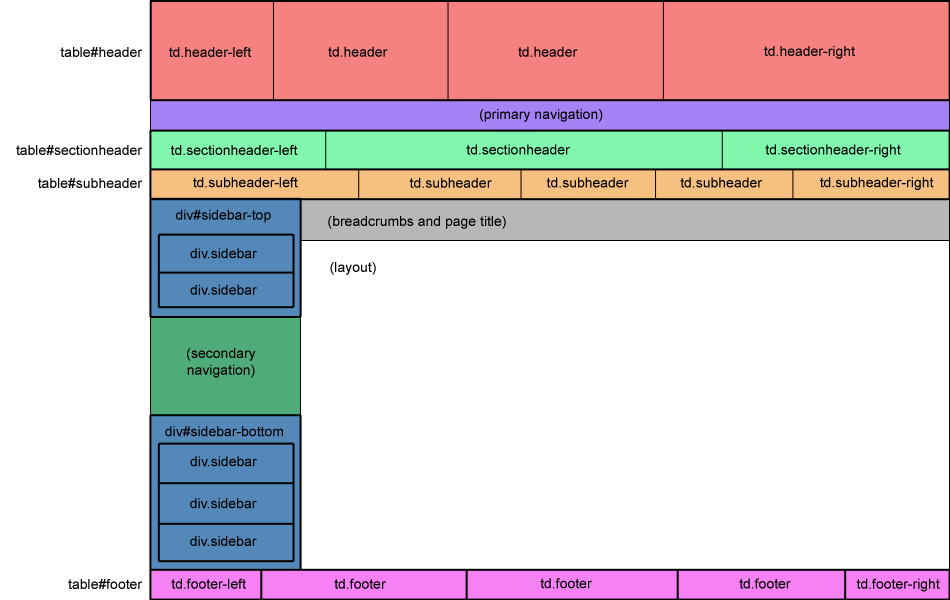 table#header
td.header-left
td.header
td.header
td.header-right
(primary navigation)
table#sectionheader
td.sectionheader-left
td.sectionheader
td.sectionheader-right
table#subheader
td.subheader-left
td.subheader
td.subheader
td.subheader
td.subheader-right
div#sidebar-top
(breadcrumbs and page title)
div.sidebar
(layout)
div.sidebar
(secondary
navigation)
div#sidebar-bottom
div.sidebar
div.sidebar
div.sidebar
table#footer
td.footer-left
td.footer
td.footer
td.footer
td.footer-right